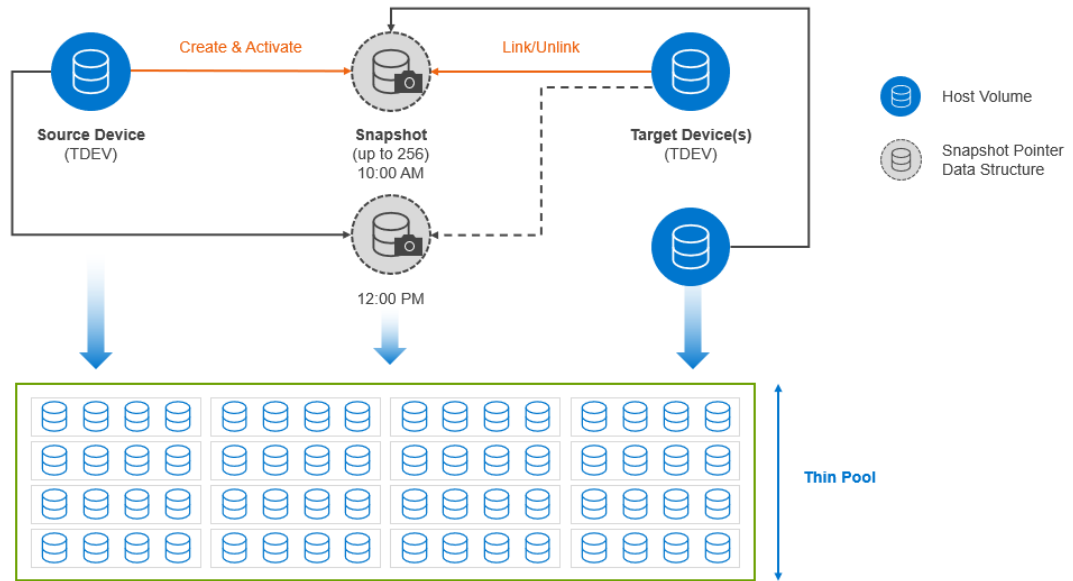 Create & Activate
Link/Unlink
Source Device
(TDEV)
Snapshot
(up to 256)
10:00 AM
Target Device(s)
(TDEV)
Host Volume
Snapshot Pointer
Data Structure
12:00 PM
Thin Pool